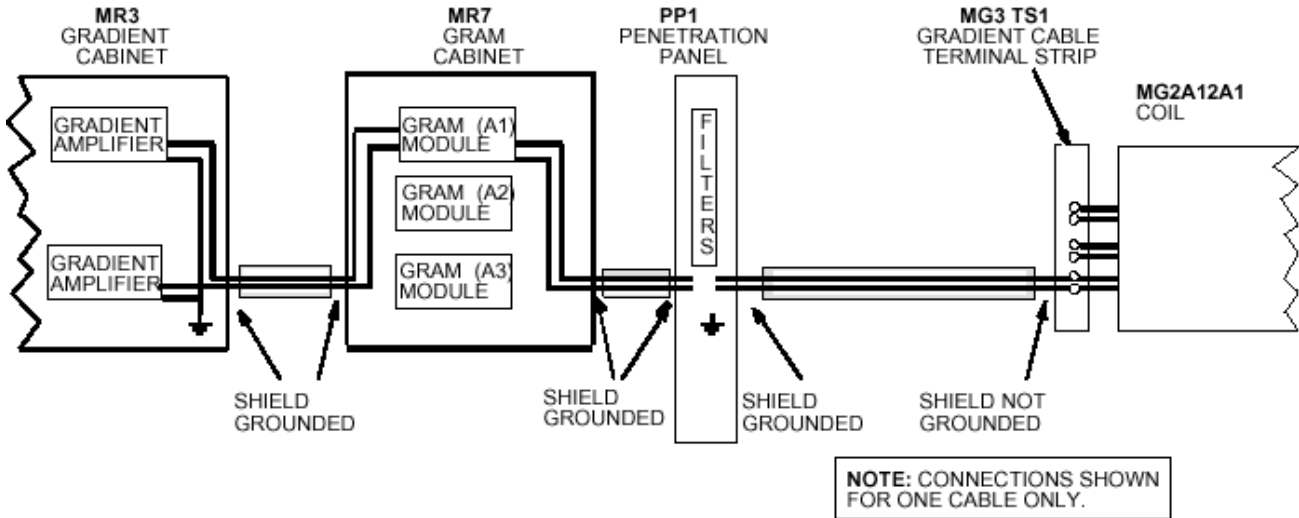 MR3
GRADIENT
CABINET
MR7
GRAM
CABINET
PP1
PENETRATION
PANEL
MG3 TS1
GRADIENT CABLE
TERMINAL STRIP
MG2A12A1
COIL
GRADIENT
AMPLIFIER
GRADIENT
AMPLIFIER
GRAM (A1)
MODULE
GRAM (A2)
MODULE
GRAM (A3)
MODULE
FILTERS
SHIELD
GROUNDED
SHIELD
GROUNDED
SHIELD
GROUNDED
SHIELD NOT
GROUNDED
NOTE: CONNECTIONS SHOWN
FOR ONE CABLE ONLY.